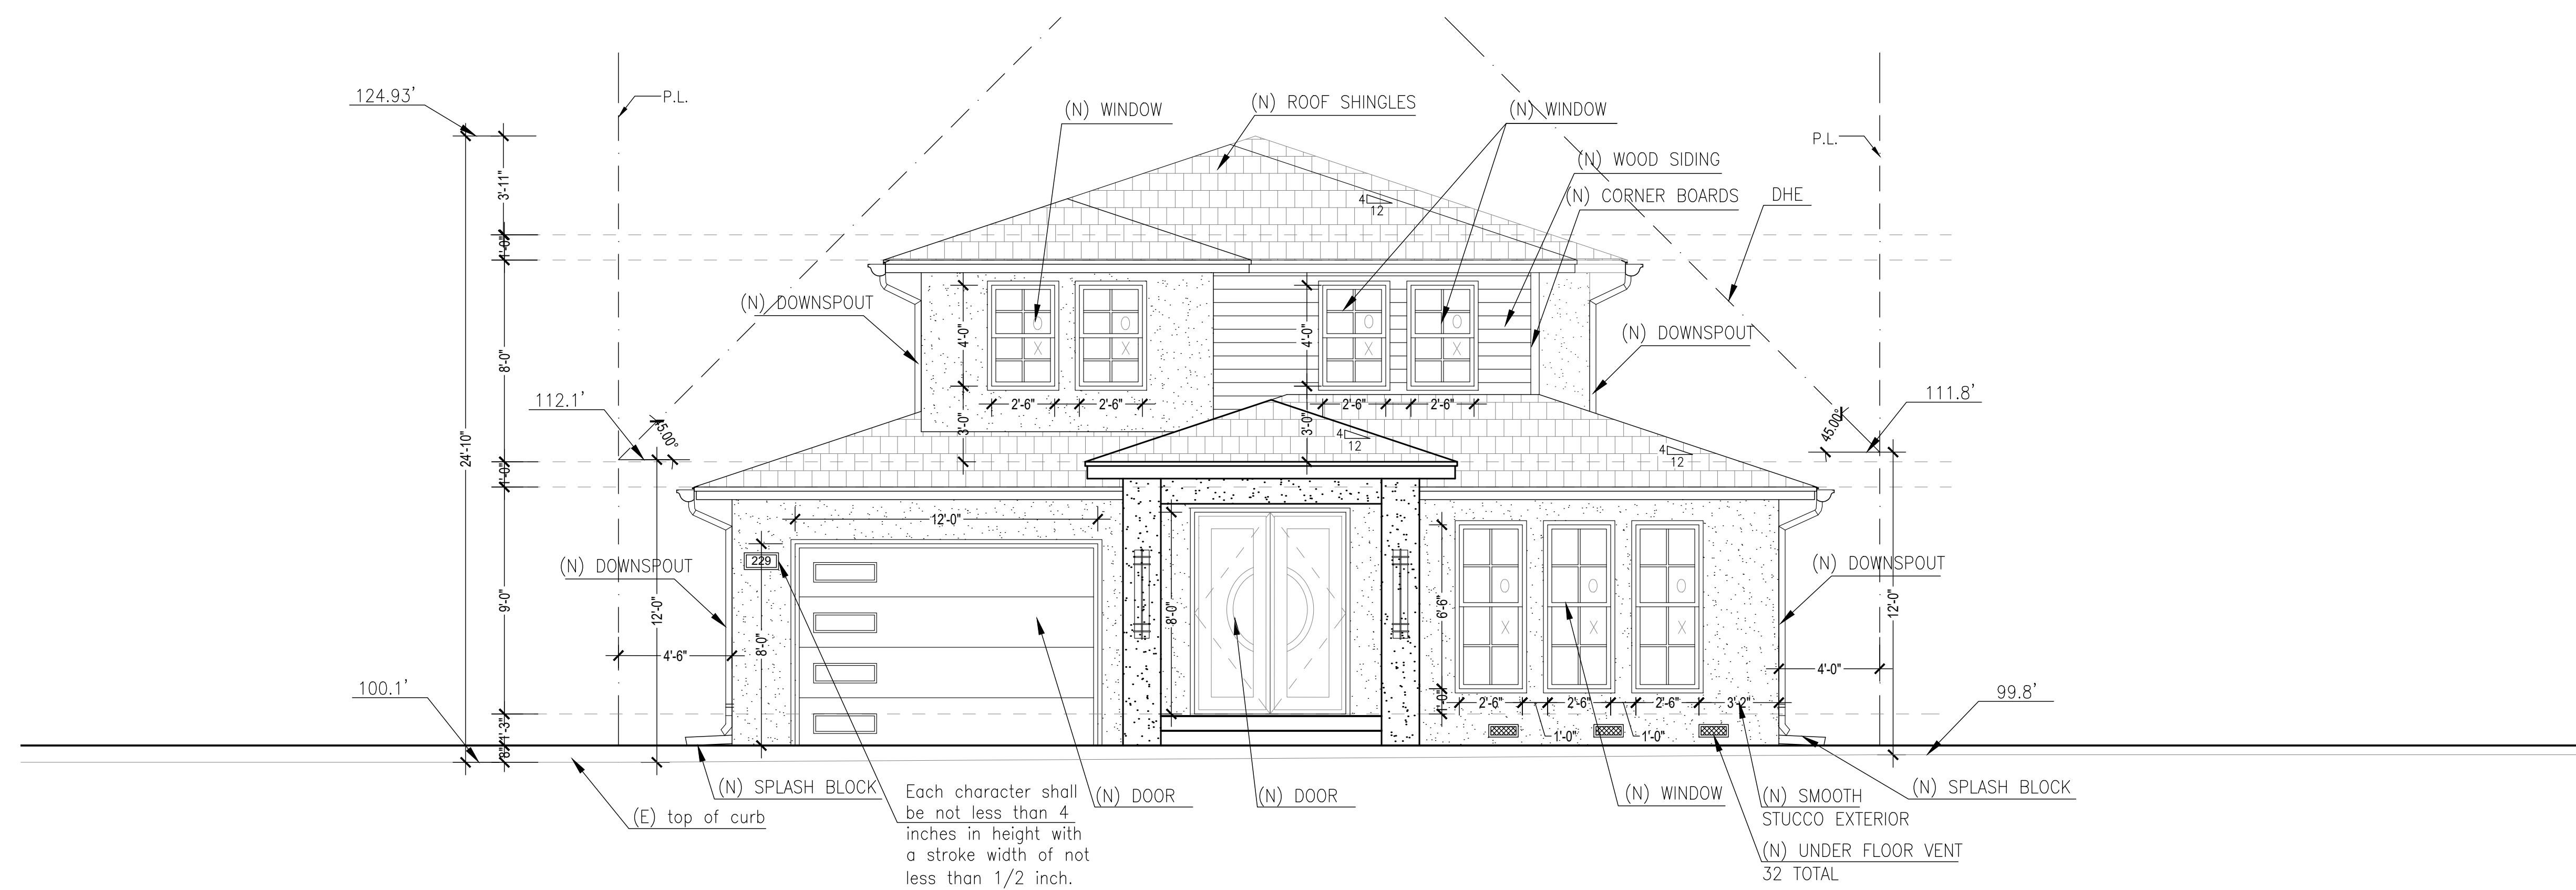 124.93'
P.L.
(N) WINDOW
(N) ROOF SHINGLES
(N) WINDOW
P.L.
(N) WOOD SIDING
(N) CORNER BOARDS
DHE
4
12
3'-11"
1'-0"
8'-0"
24'-10"
(N) DOWNSPOUT
4'-0"
O
X
O
X
4'-0"
O
X
O
X
(N) DOWNSPOUT
112.1'
111.8'
2'-6"
2'-6"
2'-6"
2'-6"
3'-0"
3'-0"
45.00°
45.00°
4
12
4
12
1'-0"
9'-0"
12'-0"
12'-0"
229
(N) DOWNSPOUT
(N) DOWNSPOUT
8'-0"
8'-0"
6'-6"
O
X
O
X
O
X
12'-0"
4'-6"
4'-0"
100.1'
99.8'
1'-0"
2'-6"
2'-6"
2'-6"
3'-2"
1'-0"
1'-0"
1'-3"
8"
(N) SPLASH BLOCK
(E) top of curb
Each character shall
be not less than 4
inches in height with
a stroke width of not
less than 1/2 inch.
(N) DOOR
(N) DOOR
(N) WINDOW
(N) SMOOTH
STUCCO EXTERIOR
(N) UNDER FLOOR VENT
32 TOTAL
(N) SPLASH BLOCK